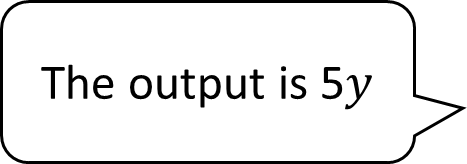 The output is 5𝑦